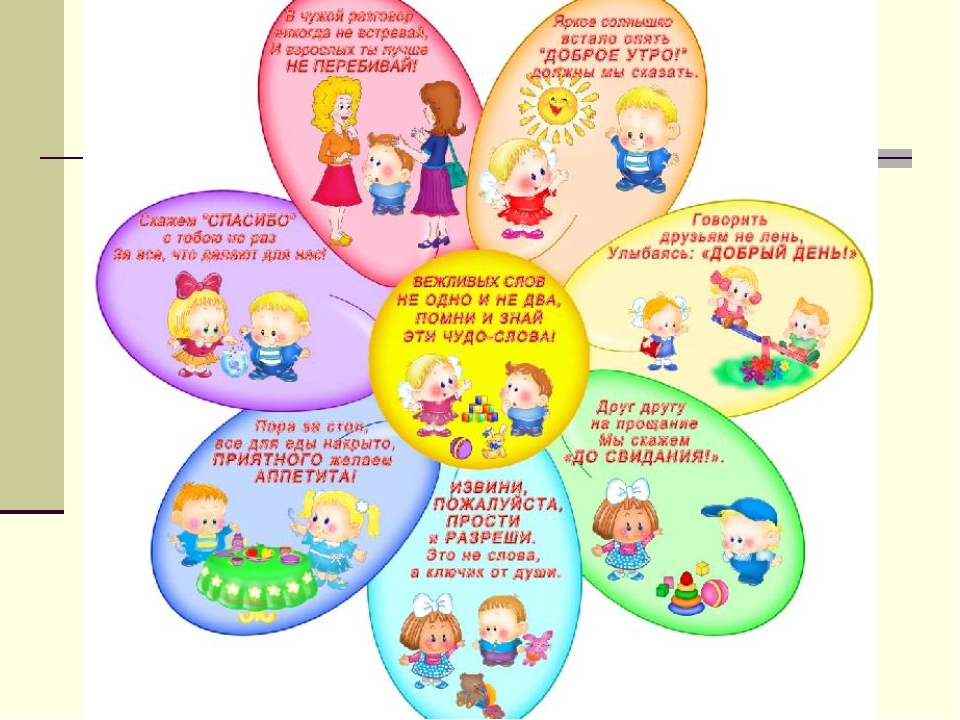 В чужой разговор
никогда не встревай,
И взрослых ты лучше
НЕ ПЕРЕБИВАЙ!
Яркое солнышко
встало опять
"ДОБРОЕ УТРО!"
должны мы сказать.
Скажем "СПАСИБО"
с тобою не раз
За все, что делают для нас!
Говорить
друзьям не лень,
Улыбаясь: «ДОБРЫЙ ДЕНЬ!»
ВЕЖЛИВЫХ СЛОВ
НЕ ОДНО И НЕ ДВА,
ПОМНИ И ЗНАЙ
ЭТИ ЧУДО-СЛОВА!
Пора за стол,
все для еды накрыто,
ПРИЯТНОГО желаем
АППЕТИТА!
Друг другу
на прощание
Мы скажем
«ДО СВИДАНИЯ!».
ИЗВИНИ,
ПОЖАЛУЙСТА,
ПРОСТИ
и РАЗРЕШИ.
Это не слова,
а ключик от души.